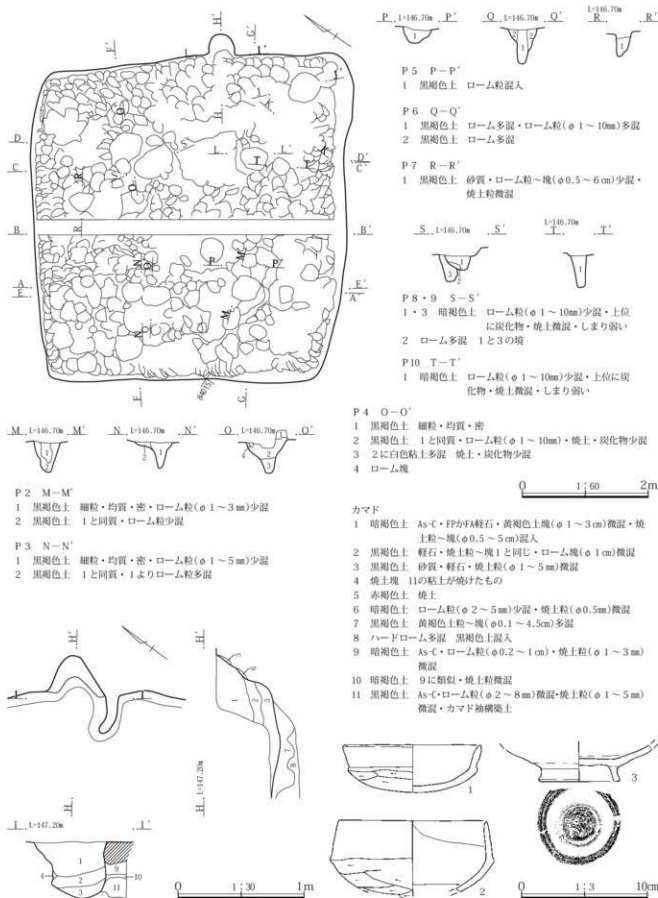 P L=146.70m P′
Q L=146.70m Q′
L=146.70m
R R′
P5 P-P′
1 黒褐色土 ローム粒混入
P6 Q-Q′
1 黒褐色土 ローム多混・ローム粒(φ1～10㎜)多混
2 黒褐色土 ローム多混
P7 R-R′
1 黒褐色土 砂質・ローム粒～塊(φ0.5～6㎝)少混・
焼土粒微混
S L=146.70m S′
L=146.70m
T T′
P8・9 S-S′
1・3 暗褐色土 ローム粒(φ1～10㎜)少混・上位
に炭化物・焼土微混・しまり弱い
2 ローム多混 1と3の境
P10 T-T′
1 暗褐色土 ローム粒(φ1～10㎜)少混・上位に炭
化物・焼土微混・しまり弱い
M L=146.70m M′
N L=146.70m N′
O L=146.70m O′
P2 M-M′
1 黒褐色土 細粒・均質・密・ローム粒(φ1～3㎜)少混
2 黒褐色土 1と同質・ローム粒少混
P3 N-N′
1 黒褐色土 細粒・均質・密・ローム粒(φ1～5㎜)少混
2 黒褐色土 1と同質・1よりローム粒多混
P4 O-O′
1 黒褐色土 細粒・均質・密
2 黒褐色土 1と同質・ローム粒(φ1～10㎜)・焼土・炭化物少混
3 2に白色粘土多混 焼土・炭化物少混
4 ローム塊
0 1:60 2m
カマド
1 暗褐色土 As-C・FPかFA軽石・黄褐色土塊(φ1～3㎝)微混・焼
土粒～塊(φ0.5～5㎝)混入
2 黒褐色土 軽石・焼土粒～塊1と同じ・ローム塊(φ1㎝)微混
3 黒褐色土 砂質・軽石・焼土粒(φ1～5㎜)微混
4 焼土塊 11の粘土が焼けたもの
5 赤褐色土 焼土
6 暗褐色土 ローム粒(φ2～5㎜)少混・焼土粒(φ0.5㎜)微混
7 黒褐色土 黄褐色土粒～塊(φ0.1～4.5㎝)多混
8 ハードローム多混 黒褐色土混入
9 暗褐色土 As-C・ローム粒(φ0.2～1㎝)・焼土粒(φ1～3㎜)
微混
10 暗褐色土 9に類似・焼土粒微混
11 黒褐色土 As-C・ローム粒(φ2～8㎜)微混・焼土粒(φ1～5㎜)
微混・カマド袖構築土
H′
H′
H
H L=147.20m
I L=147.20m I′
0 1:30 1m
1
2
3
0 1:3 10cm